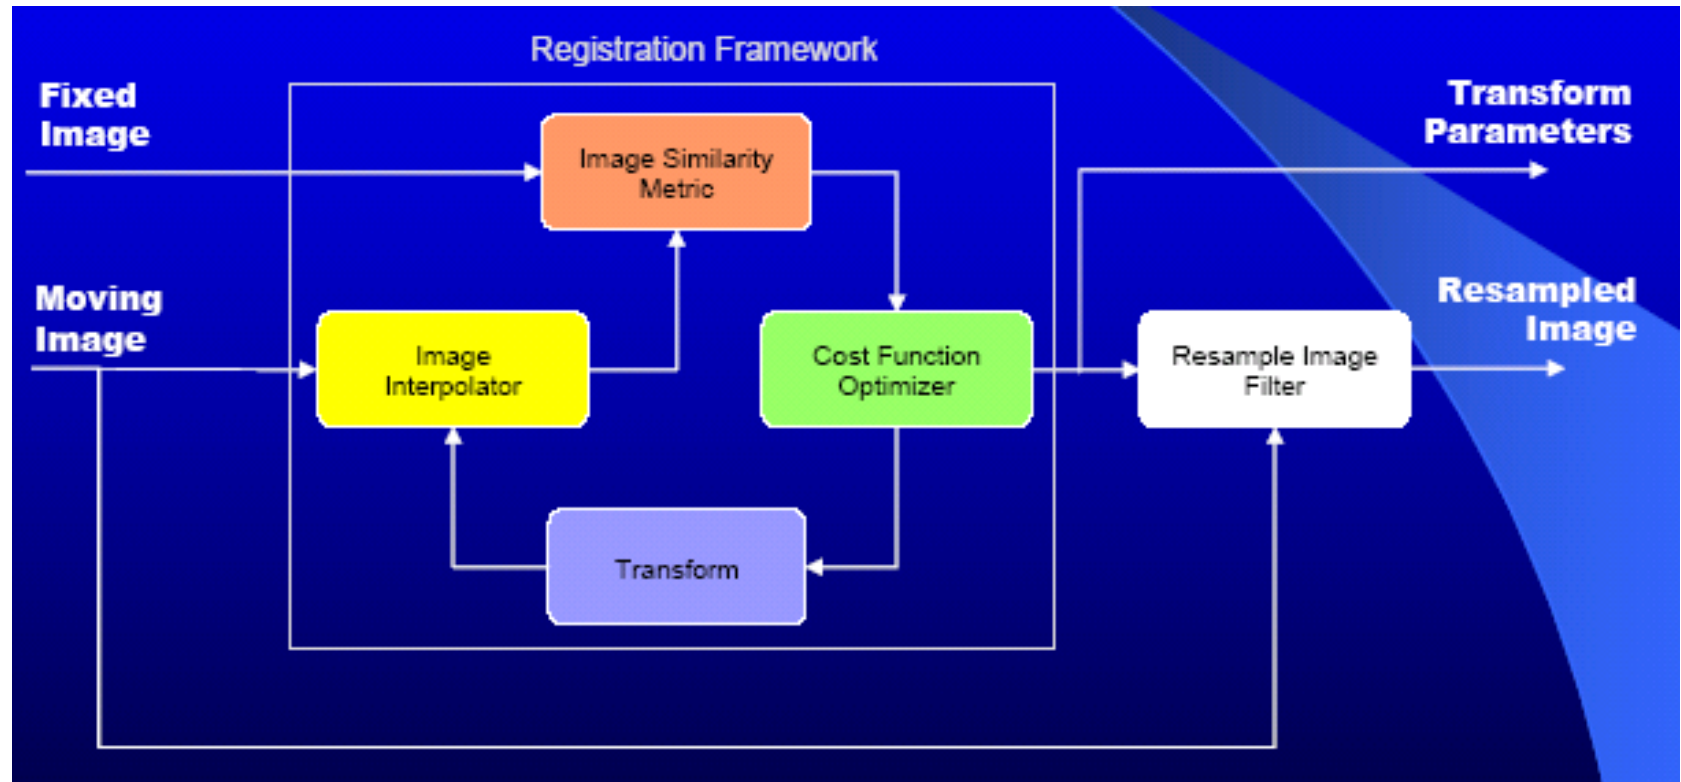 Registration Framework
Fixed
Image
Transform
Parameters
Image Similarity
Metric
Moving
Image
Resampled
Image
Image
Interpolator
Cost Function
Optimizer
Resample Image
Filter
Transform